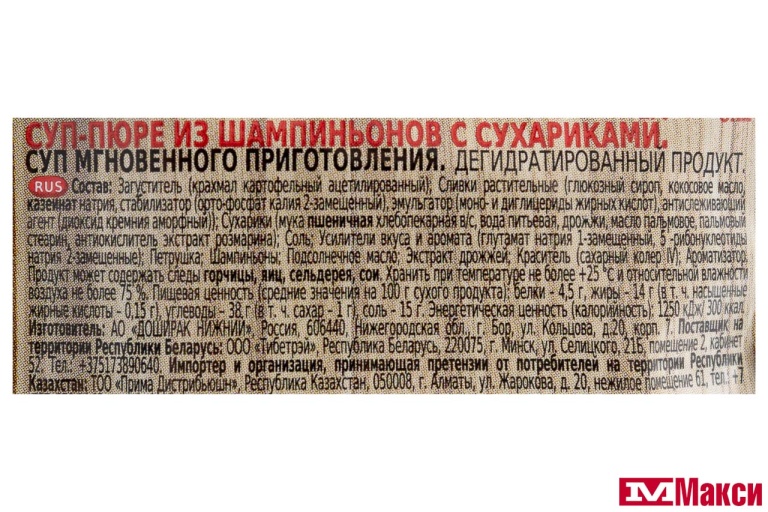 СУП-ПЮРЕ ИЗ ШАМПИНЬОНОВ С СУХАРИКАМИ.
СУП МГНОВЕННОГО ПРИГОТОВЛЕНИЯ. ДЕГИДРАТИРОВАННЫЙ ПРОДУКТ.
RUS Состав: Загуститель (крахмал картофельный ацетилированный); Сливки растительные (глюкозный сироп, кокосовое масло,
казеинат натрия, стабилизатор (орто-фосфат калия 2-замещенный), эмульгатор (моно- и диглицериды жирных кислот), антислеживающий
агент (диоксид кремния аморфный)); Сухарики (мука пшеничная хлебопекарная в/с, вода питьевая, дрожжи, масло пальмовое, пальмовый
стеарин, антиокислитель экстракт розмарина); Соль; Усилители вкуса и аромата (глутамат натрия 1-замещенный, 5'-рибонуклеотиды
натрия 2-замещенные); Петрушка; Шампиньоны; Подсолнечное масло; Экстракт дрожжей; Краситель (сахарный колер IV); Ароматизатор.
Продукт может содержать следы горчицы, яиц, сельдерея, сои. Хранить при температуре не более +25 °С и относительной влажности
воздуха не более 75 %. Пищевая ценность (средние значения на 100 г сухого продукта): белки - 4,5 г, жиры - 14 г (в т. ч. насыщенные
жирные кислоты - 0,15 г), углеводы - 38 г (в т. ч. сахар - 1 г), соль - 15 г. Энергетическая ценность (калорийность): 1250 кДж/ 300 ккал.
Изготовитель: АО «ДОШИРАК НИЖНИЙ», Россия, 606440, Нижегородская обл., г. Бор, ул. Кольцова, д.20, корп. 7. Поставщик на
территории Республики Беларусь: ООО «Тибетрэй», Республика Беларусь, 220075, г. Минск, ул. Селицкого, 21Б, помещение 2, кабинет
52. Тел.: +375173890640. Импортер и организация, принимающая претензии от потребителей на территории Республики
Казахстан: ТОО «Прима Дистрибьюшн», Республика Казахстан, 050008, г. Алматы, ул. Жарокова, д. 20, нежилое помещение 61, тел.: +7
Макси